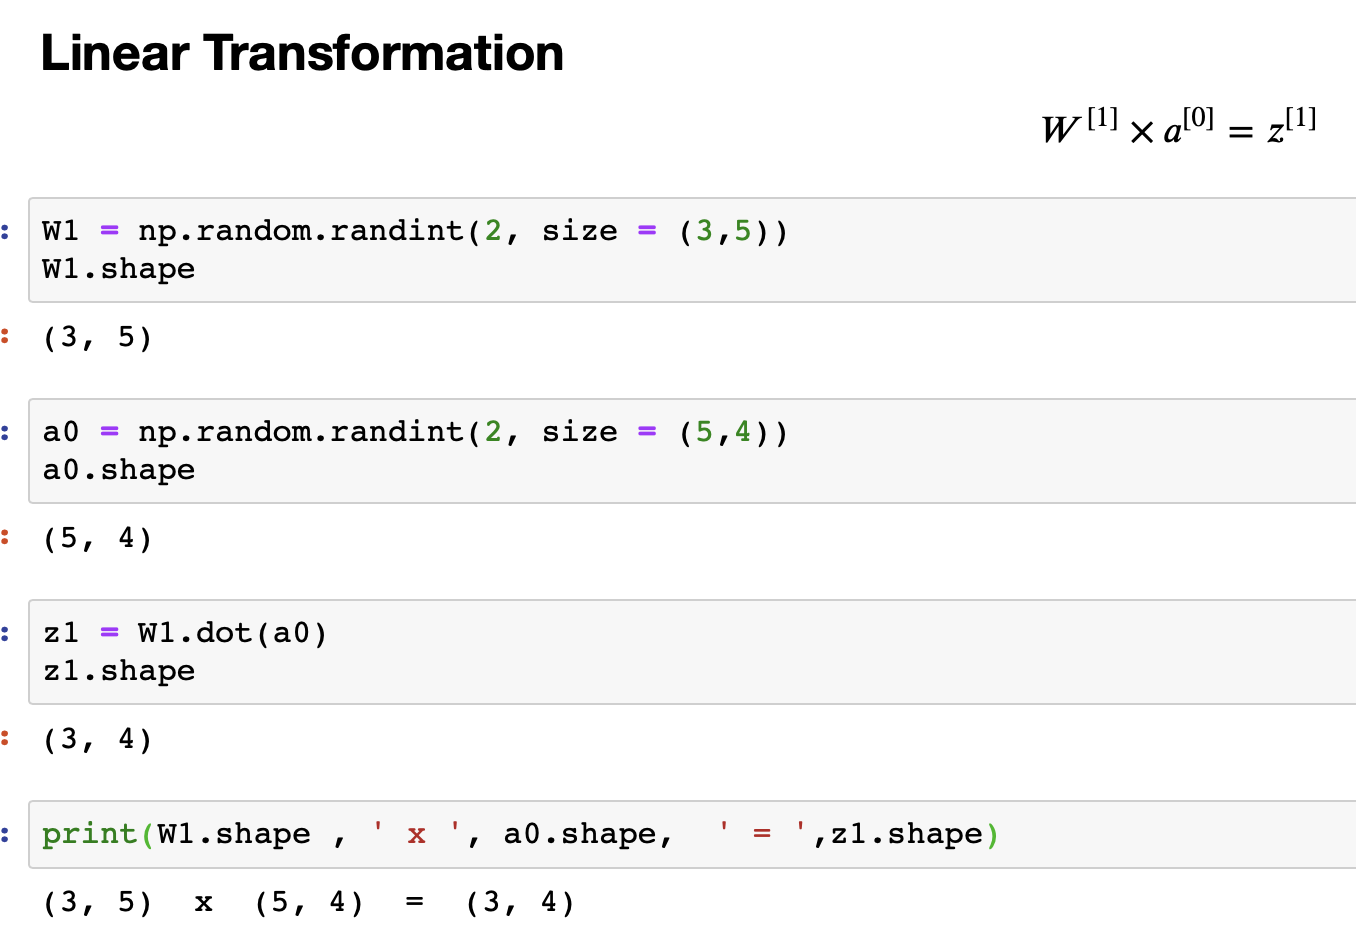 Linear Transformation
W[1] × a[0] = z[1]
: W1 = np.random.randint(2, size = (3,5))
W1.shape
: (3, 5)
: a0 = np.random.randint(2, size = (5,4))
a0.shape
: (5, 4)
: z1 = W1.dot(a0)
z1.shape
: (3, 4)
: print(W1.shape , ' x ', a0.shape,  ' = ',z1.shape)
(3, 5)  x  (5, 4)  =  (3, 4)